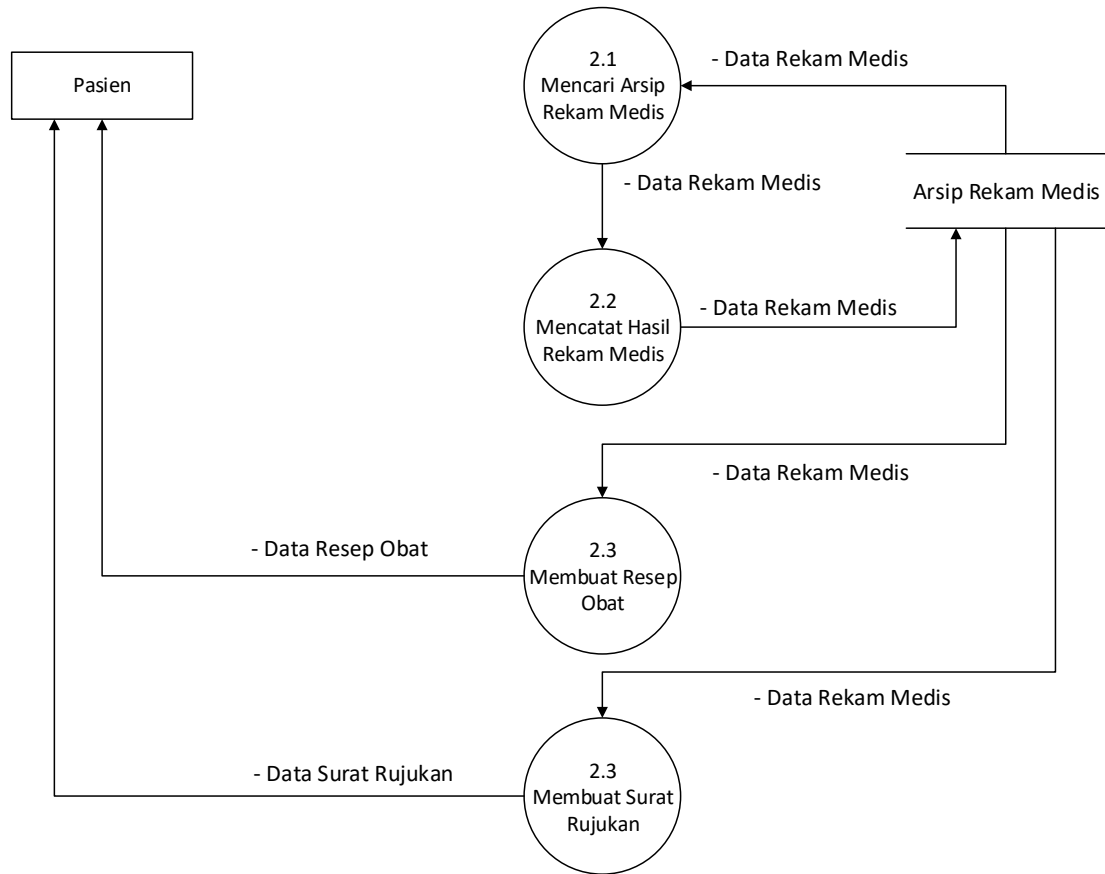 Pasien
2.1
Mencari Arsip
Rekam Medis
- Data Rekam Medis
- Data Rekam Medis
Arsip Rekam Medis
2.2
Mencatat Hasil
Rekam Medis
- Data Rekam Medis
- Data Rekam Medis
- Data Resep Obat
2.3
Membuat Resep
Obat
- Data Rekam Medis
- Data Surat Rujukan
2.3
Membuat Surat
Rujukan